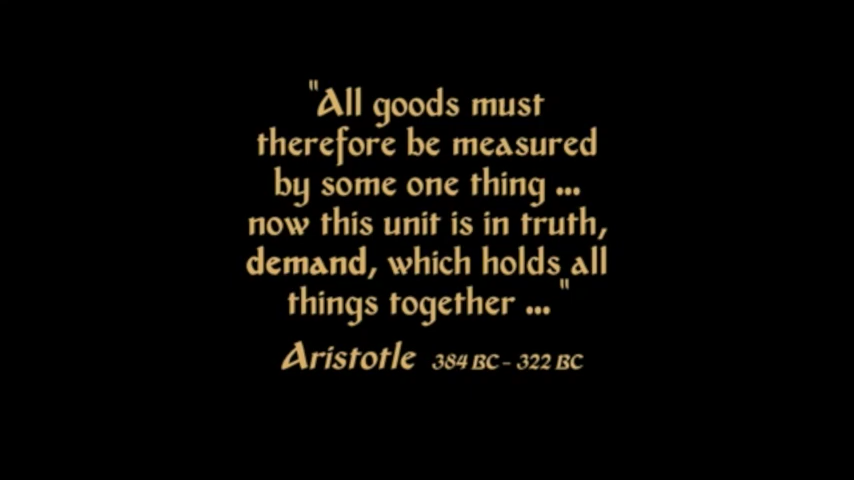 "All goods must
therefore be measured
by some one thing ...
now this unit is in truth,
demand, which holds all
things together ... "
Aristotle 384 BC - 322 BC